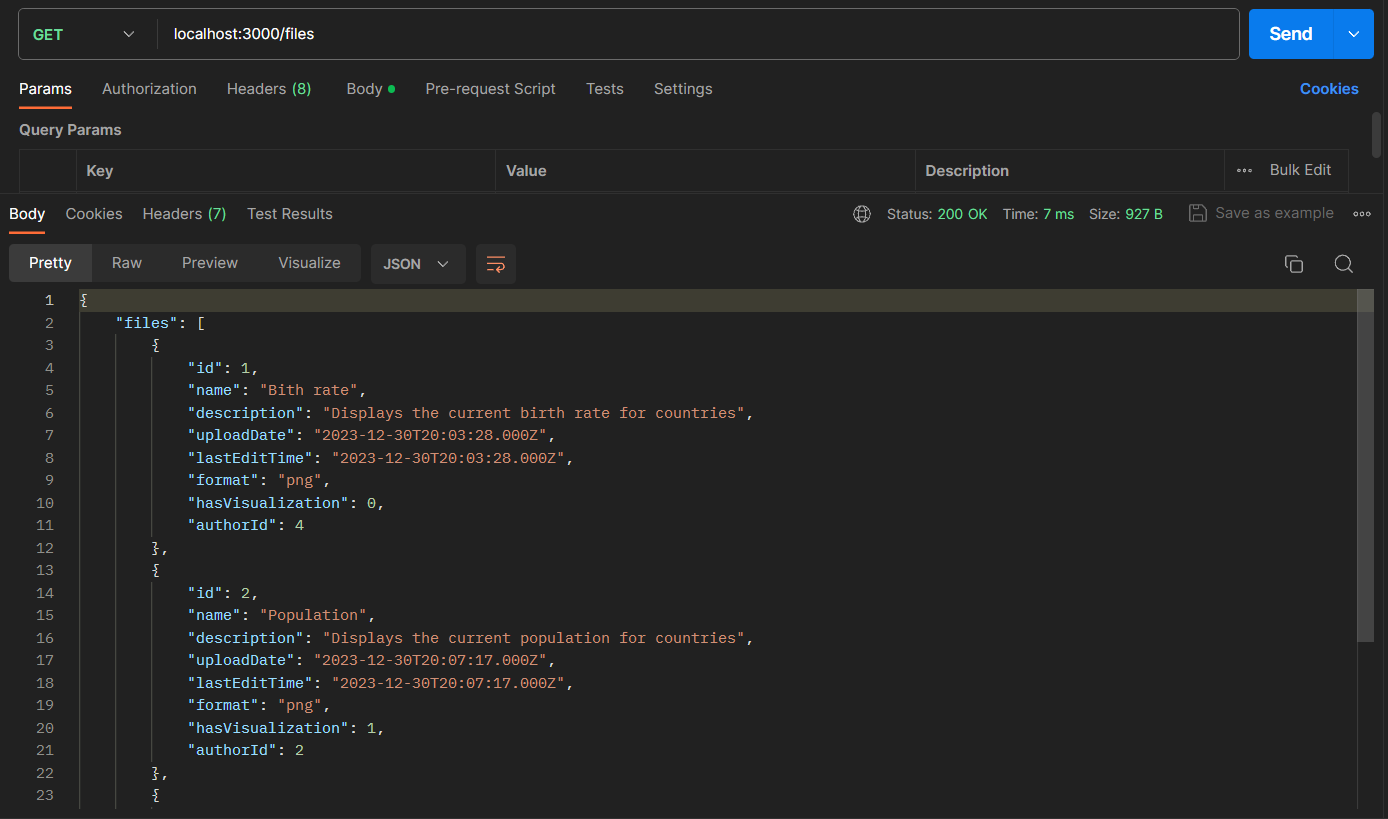 GET localhost:3000/files Send
Params Authorization Headers (8) Body Pre-request Script Tests Settings Cookies
Query Params
Key Value Description Bulk Edit
Body Cookies Headers (7) Test Results Status: 200 OK Time: 7 ms Size: 927 B Save as example
Pretty Raw Preview Visualize JSON
1 {
2 "files": [
3 {
4 "id": 1,
5 "name": "Bith rate",
6 "description": "Displays the current birth rate for countries",
7 "uploadDate": "2023-12-30T20:03:28.000Z",
8 "lastEditTime": "2023-12-30T20:03:28.000Z",
9 "format": "png",
10 "hasVisualization": 0,
11 "authorId": 4
12 },
13 {
14 "id": 2,
15 "name": "Population",
16 "description": "Displays the current population for countries",
17 "uploadDate": "2023-12-30T20:07:17.000Z",
18 "lastEditTime": "2023-12-30T20:07:17.000Z",
19 "format": "png",
20 "hasVisualization": 1,
21 "authorId": 2
22 },
23 {